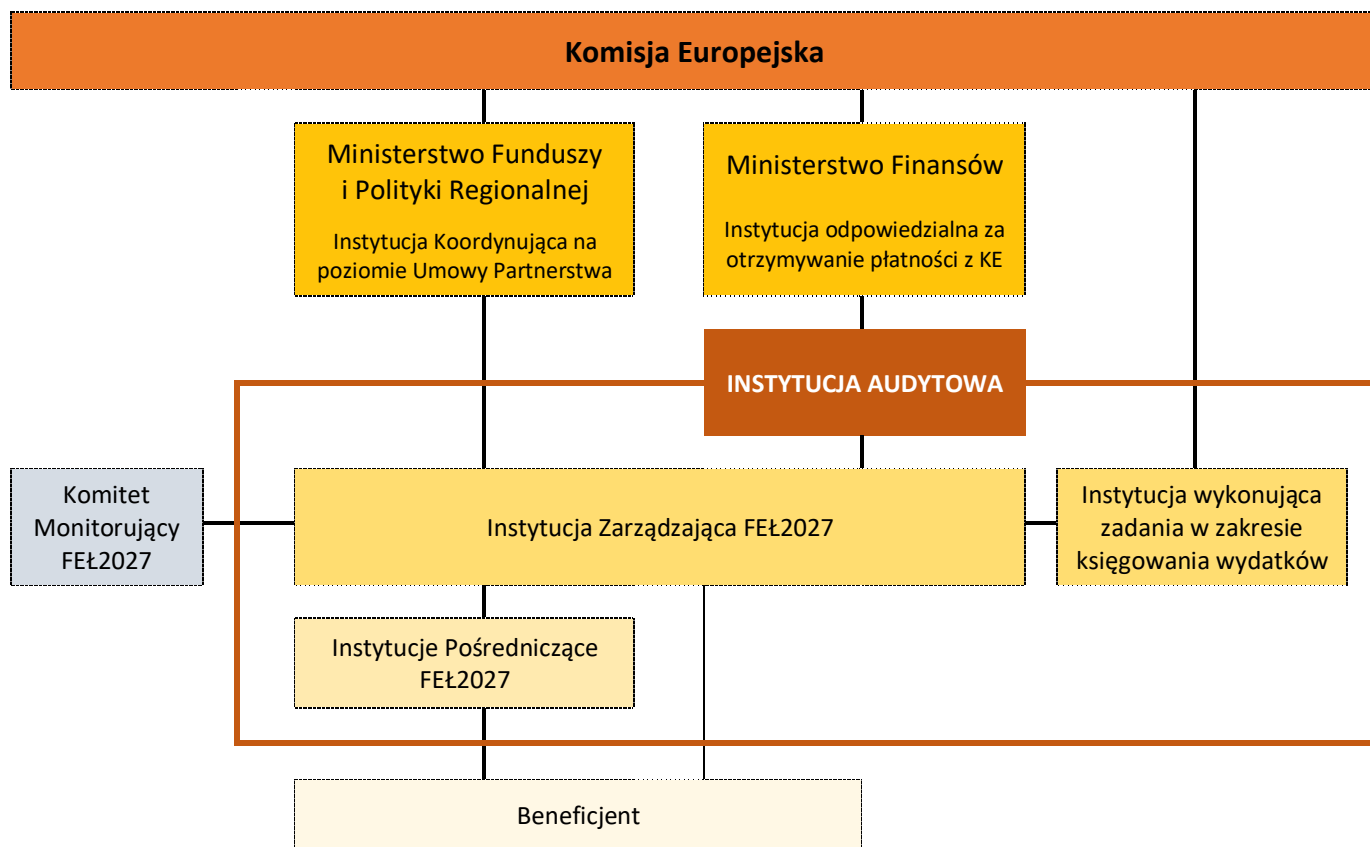 Komisja Europejska
Ministerstwo Funduszy
i Polityki Regionalnej
Instytucja Koordynująca na
poziomie Umowy Partnerstwa
Ministerstwo Finansów
Instytucja odpowiedzialna za
otrzymywanie płatności z KE
INSTYTUCJA AUDYTOWA
Komitet
Monitorujący
FEŁ2027
Instytucja Zarządzająca FEŁ2027
Instytucja wykonująca
zadania w zakresie
księgowania wydatków
Instytucje Pośredniczące
FEŁ2027
Beneficjent